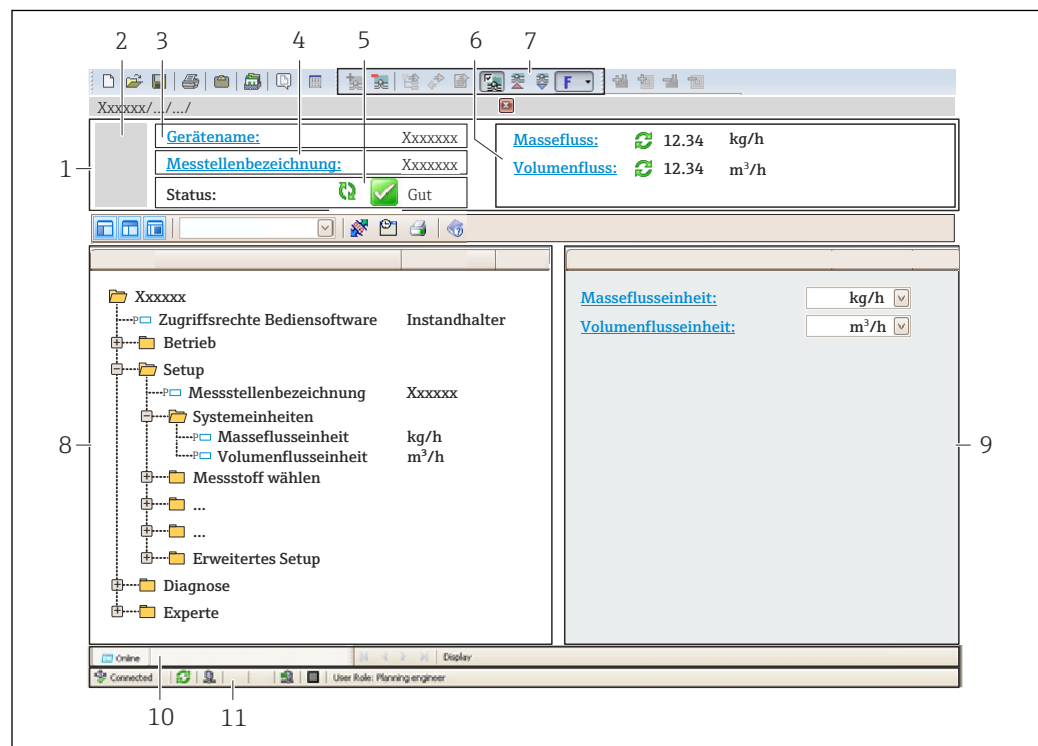 2 3 4 5 6 7
F
Xxxxxx/.../.../
1
Gerätename: Xxxxxxx
Messtellenbezeichnung: Xxxxxxx
Status: Gut
Massefluss: 12.34 kg/h
Volumenfluss: 12.34 m³/h
Xxxxxx
P Zugriffsrechte Bediensoftware Instandhalter
Betrieb
Setup
P Messstellenbezeichnung Xxxxxx
Systemeinheiten
P Masseflusseinheit kg/h
P Volumenflusseinheit m³/h
Messstoff wählen
...
...
Erweitertes Setup
Diagnose
Experte
8
Masseflusseinheit: kg/h
Volumenflusseinheit: m³/h
9
Online Display
Connected User Role: Planning engineer
10 11